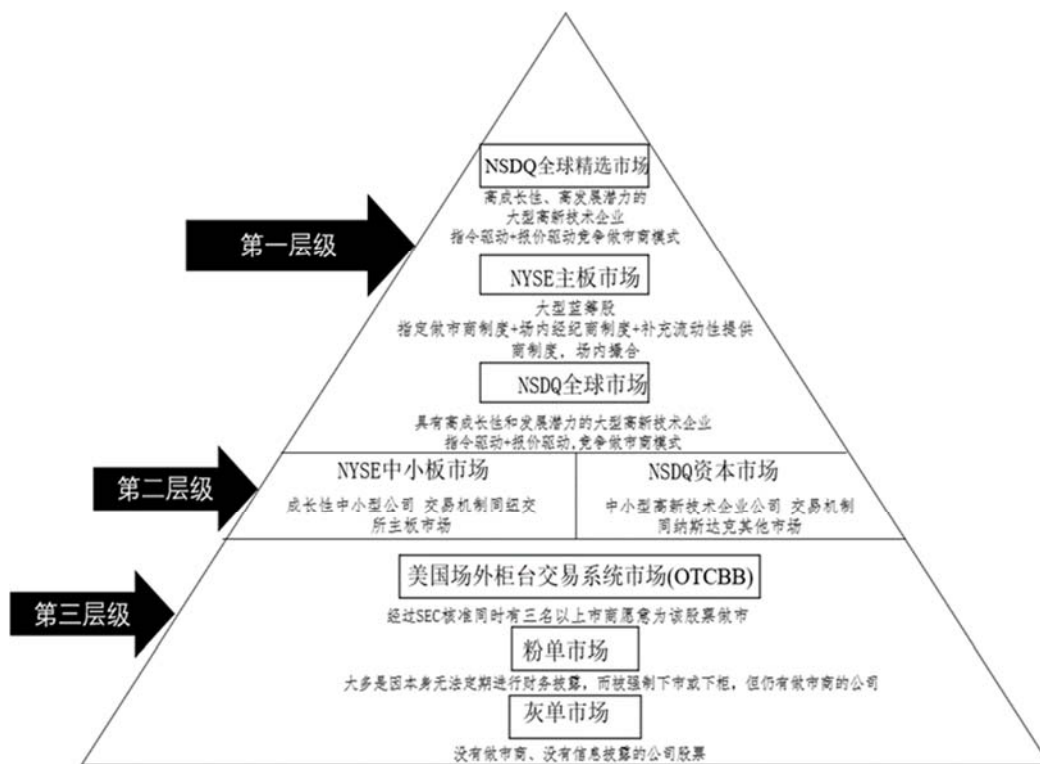 NSDQ全球精选市场
高成长性、高发展潜力的
大型高新技术企业
指令驱动+报价驱动竞争做市商模式
第一层级
NYSE主板市场
大型蓝筹股
指定做市商制度+场内经纪商制度+补充流动性提供
商制度，场内撮合
NSDQ全球市场
具有高成长性和发展潜力的大型高新技术企业
指令驱动+报价驱动,竞争做市商模式
第二层级
NYSE中小板市场
成长性中小型公司 交易机制同纽交
所主板市场
NSDQ资本市场
中小型高新技术企业公司 交易机制
同纳斯达克其他市场
第三层级
美国场外柜台交易系统市场(OTCBB)
经过SEC核准同时有三名以上市商愿意为该股票做市
粉单市场
大多是因本身无法定期进行财务披露，而被强制下市或下柜，但仍有做市商的公司
灰单市场
没有做市商、没有信息披露的公司股票